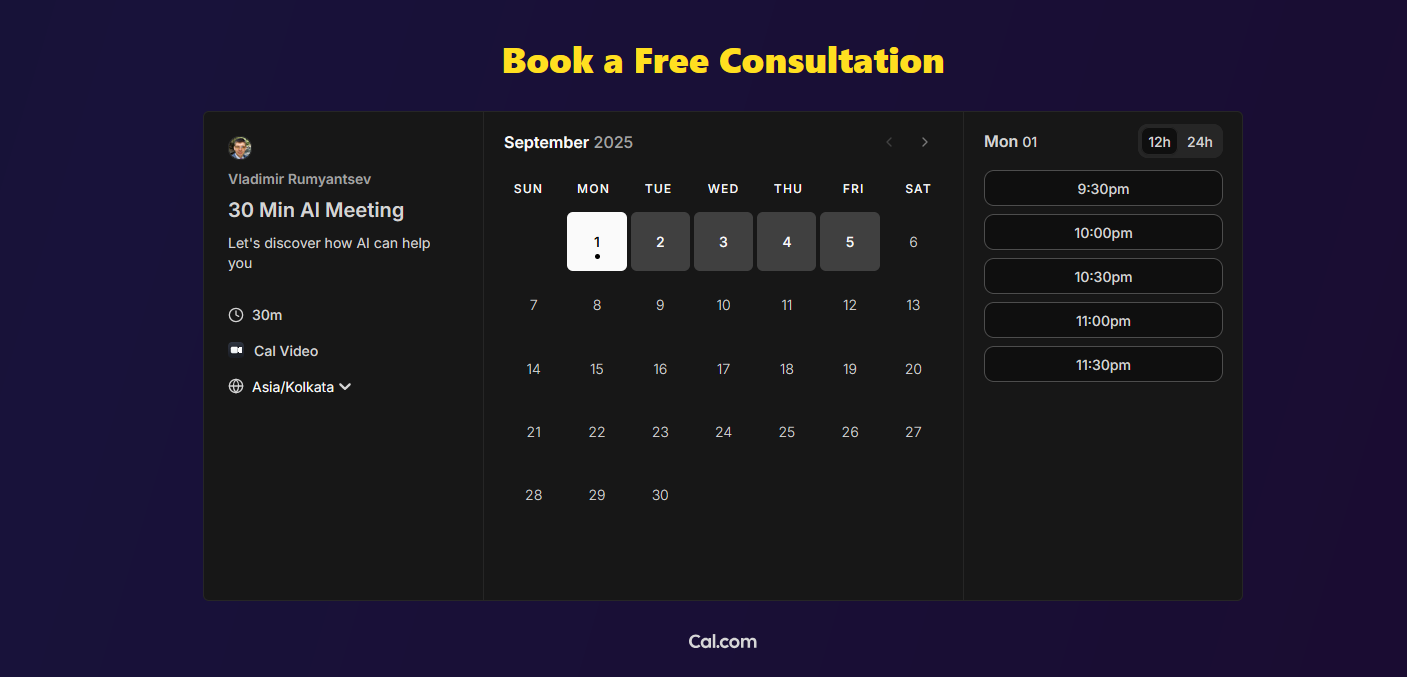 Book a Free Consultation
Vladimir Rumyantsev
30 Min AI Meeting
Let's discover how AI can help
you
30m
Cal Video
Asia/Kolkata
September 2025
SUN MON TUE WED THU FRI SAT
1 2 3 4 5 6
7 8 9 10 11 12 13
14 15 16 17 18 19 20
21 22 23 24 25 26 27
28 29 30
Mon 01
12h 24h
9:30pm
10:00pm
10:30pm
11:00pm
11:30pm
Cal.com